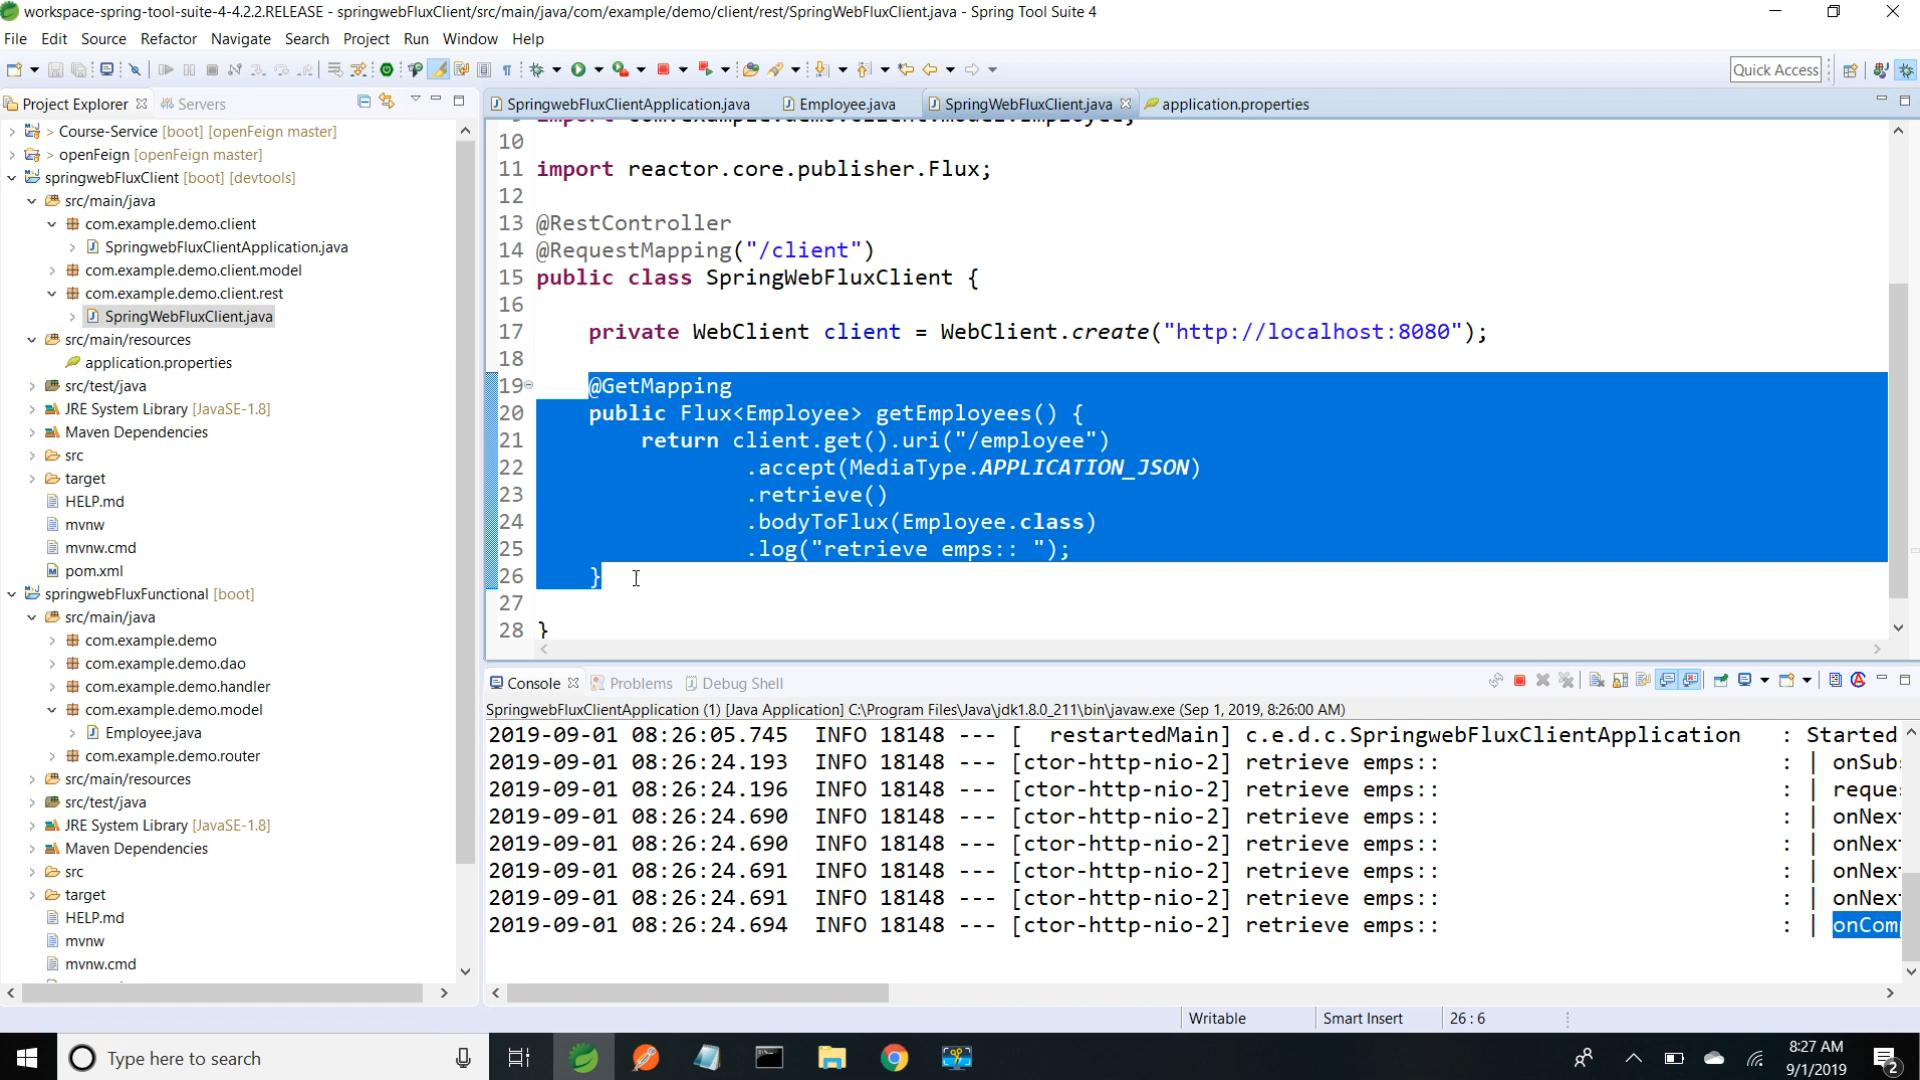 workspace-spring-tool-suite-4-4.2.2.RELEASE - springwebFluxClient/src/main/java/com/example/demo/client/rest/SpringWebFluxClient.java - Spring Tool Suite 4
File Edit Source Refactor Navigate Search Project Run Window Help
Quick Access
Project Explorer Servers
> Course-Service [boot] [openFeign master]
> openFeign [openFeign master]
springwebFluxClient [boot] [devtools]
src/main/java
com.example.demo.client
SpringwebFluxClientApplication.java
com.example.demo.client.model
com.example.demo.client.rest
SpringWebFluxClient.java
src/main/resources
application.properties
src/test/java
JRE System Library [JavaSE-1.8]
Maven Dependencies
src
target
HELP.md
mvnw
mvnw.cmd
pom.xml
springwebFluxFunctional [boot]
src/main/java
com.example.demo
com.example.demo.dao
com.example.demo.handler
com.example.demo.model
Employee.java
com.example.demo.router
src/main/resources
src/test/java
JRE System Library [JavaSE-1.8]
Maven Dependencies
src
target
HELP.md
mvnw
mvnw.cmd
SpringwebFluxClientApplication.java Employee.java SpringWebFluxClient.java application.properties
10
11 import reactor.core.publisher.Flux;
12
13 @RestController
14 @RequestMapping("/client")
15 public class SpringWebFluxClient {
16
17 private WebClient client = WebClient.create("http://localhost:8080");
18
19 @GetMapping
20 public Flux<Employee> getEmployees() {
21 return client.get().uri("/employee")
22 .accept(MediaType.APPLICATION_JSON)
23 .retrieve()
24 .bodyToFlux(Employee.class)
25 .log("retrieve emps:: ");
26 }
27
28 }
Console Problems Debug Shell
SpringwebFluxClientApplication (1) [Java Application] C:\Program Files\Java\jdk1.8.0_211\bin\javaw.exe (Sep 1, 2019, 8:26:00 AM)
2019-09-01 08:26:05.745 INFO 18148 --- [ restartedMain] c.e.d.c.SpringwebFluxClientApplication : Started
2019-09-01 08:26:24.193 INFO 18148 --- [ctor-http-nio-2] retrieve emps:: : | onSub
2019-09-01 08:26:24.196 INFO 18148 --- [ctor-http-nio-2] retrieve emps:: : | reque
2019-09-01 08:26:24.690 INFO 18148 --- [ctor-http-nio-2] retrieve emps:: : | onNex
2019-09-01 08:26:24.690 INFO 18148 --- [ctor-http-nio-2] retrieve emps:: : | onNex
2019-09-01 08:26:24.691 INFO 18148 --- [ctor-http-nio-2] retrieve emps:: : | onNex
2019-09-01 08:26:24.691 INFO 18148 --- [ctor-http-nio-2] retrieve emps:: : | onNex
2019-09-01 08:26:24.694 INFO 18148 --- [ctor-http-nio-2] retrieve emps:: : | onCom
Writable Smart Insert 26 : 6
Type here to search
8:27 AM
9/1/2019
2